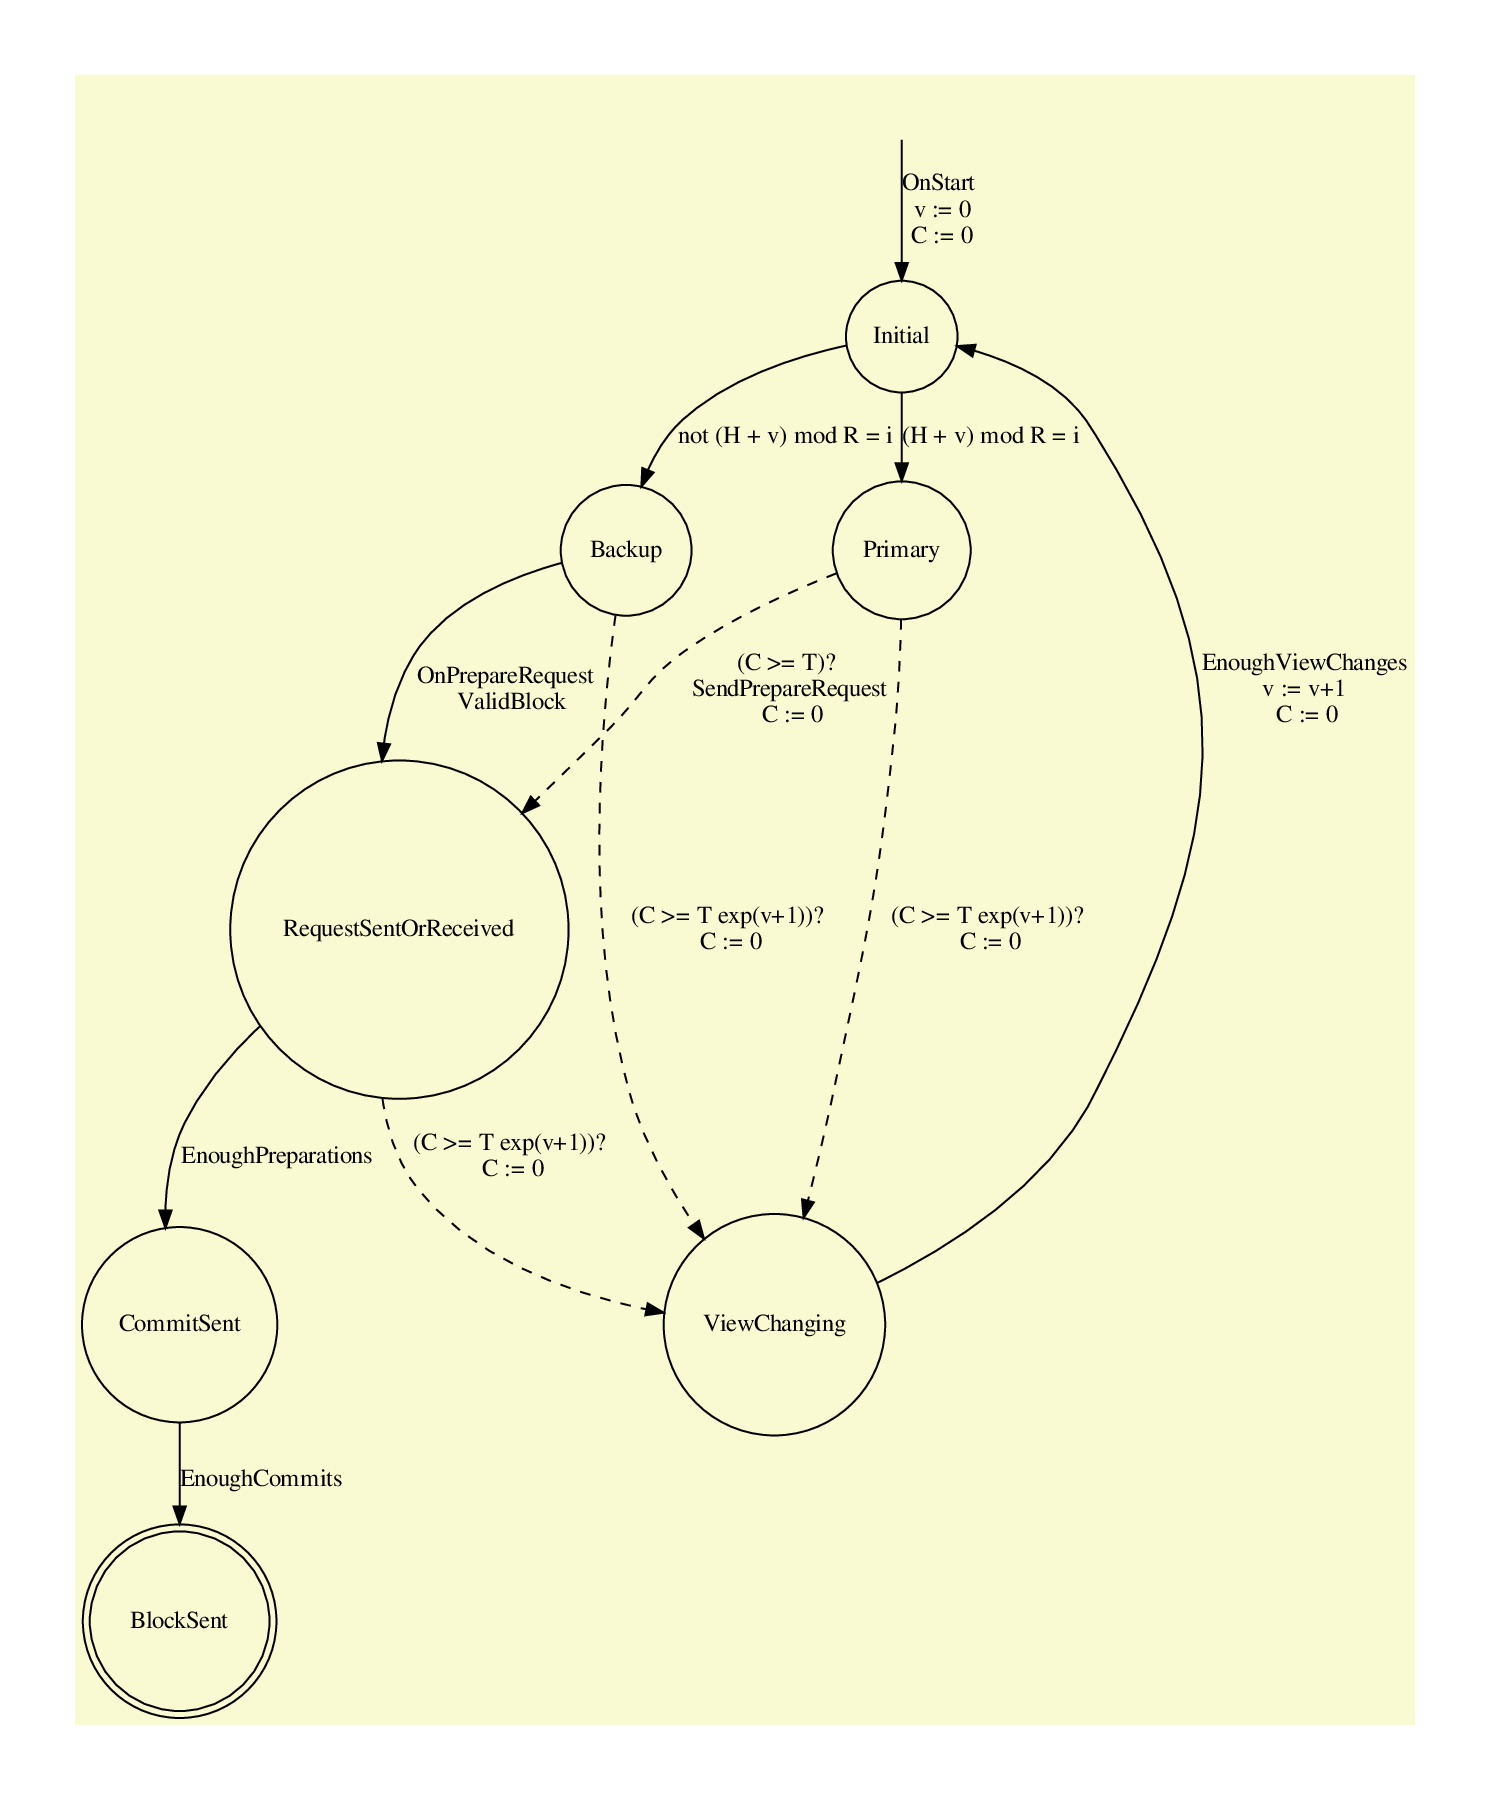 OnStart
v := 0
C := 0
Initial
not (H + v) mod R = i
(H + v) mod R = i
Backup
Primary
OnPrepareRequest
ValidBlock
(C >= T)?
SendPrepareRequest
C := 0
EnoughViewChanges
v := v+1
C := 0
RequestSentOrReceived
(C >= T exp(v+1))?
C := 0
(C >= T exp(v+1))?
C := 0
EnoughPreparations
(C >= T exp(v+1))?
C := 0
CommitSent
ViewChanging
EnoughCommits
BlockSent